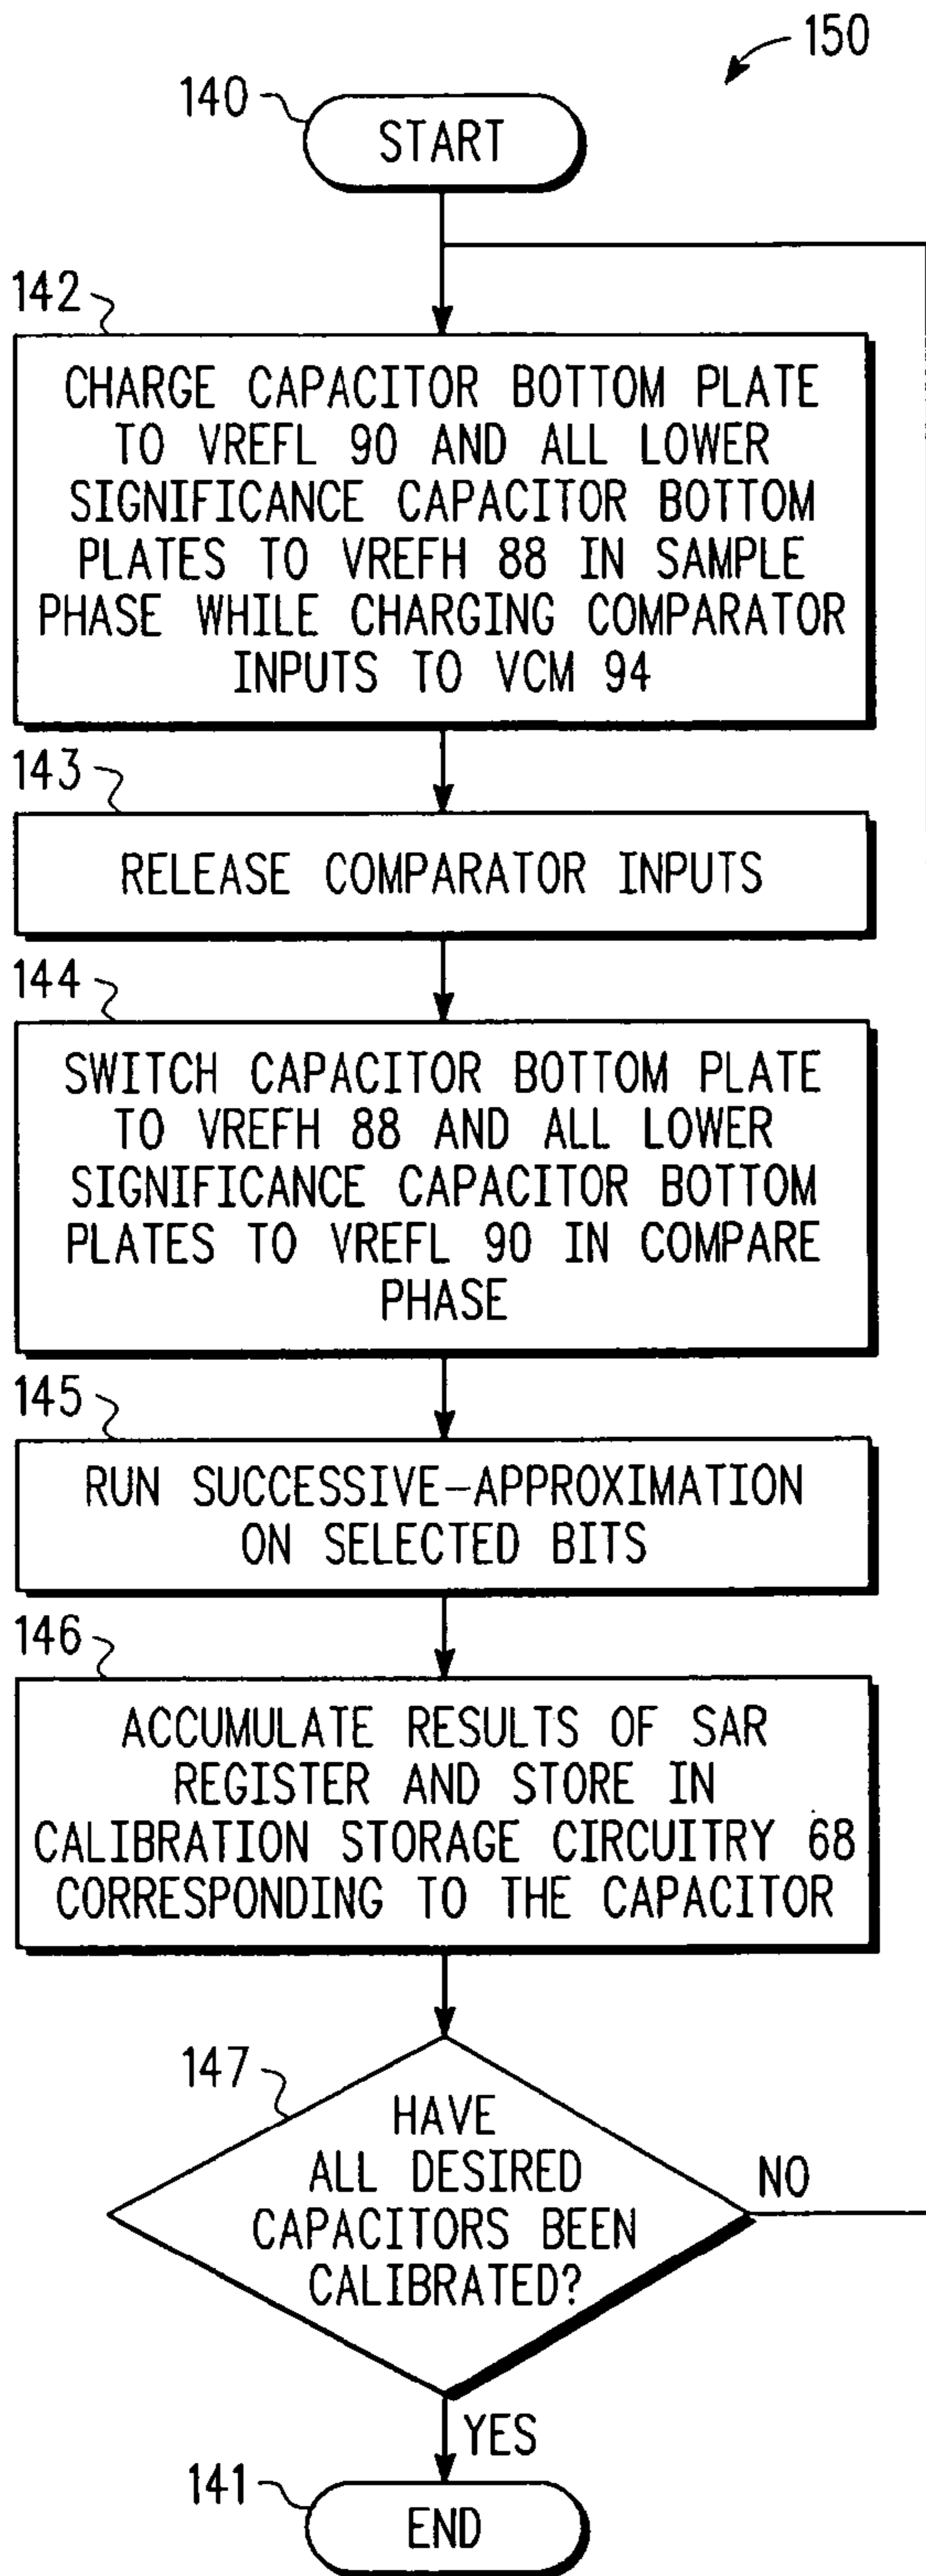 150
140
START
142
CHARGE CAPACITOR BOTTOM PLATE
TO VREFL 90 AND ALL LOWER
SIGNIFICANCE CAPACITOR BOTTOM
PLATES TO VREFH 88 IN SAMPLE
PHASE WHILE CHARGING COMPARATOR
INPUTS TO VCM 94
143
RELEASE COMPARATOR INPUTS
144
SWITCH CAPACITOR BOTTOM PLATE
TO VREFH 88 AND ALL LOWER
SIGNIFICANCE CAPACITOR BOTTOM
PLATES TO VREFL 90 IN COMPARE
PHASE
145
RUN SUCCESSIVE-APPROXIMATION
ON SELECTED BITS
146
ACCUMULATE RESULTS OF SAR
REGISTER AND STORE IN
CALIBRATION STORAGE CIRCUITRY 68
CORRESPONDING TO THE CAPACITOR
147
HAVE
ALL DESIRED
CAPACITORS BEEN
CALIBRATED?
NO
YES
141
END